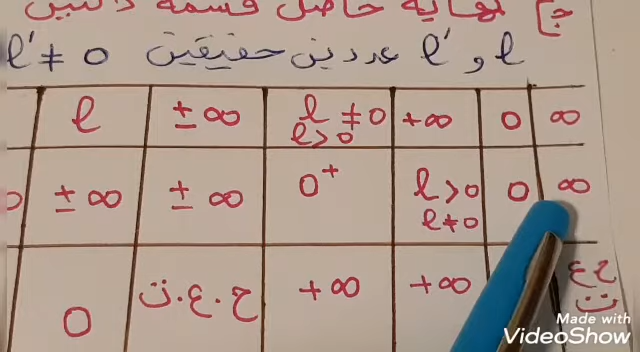 ج] نهاية حاصل قسمة دالتين
l و l' عددين حقيقيين l' ≠ 0
∞ 0 +∞ l ≠ 0 ± ∞ l
l > 0
∞ 0 l > 0 0+ ± ∞ ± ∞
l ≠ 0
ح ع ت +∞ +∞ ح.ع.ت 0
Made with
VideoShow